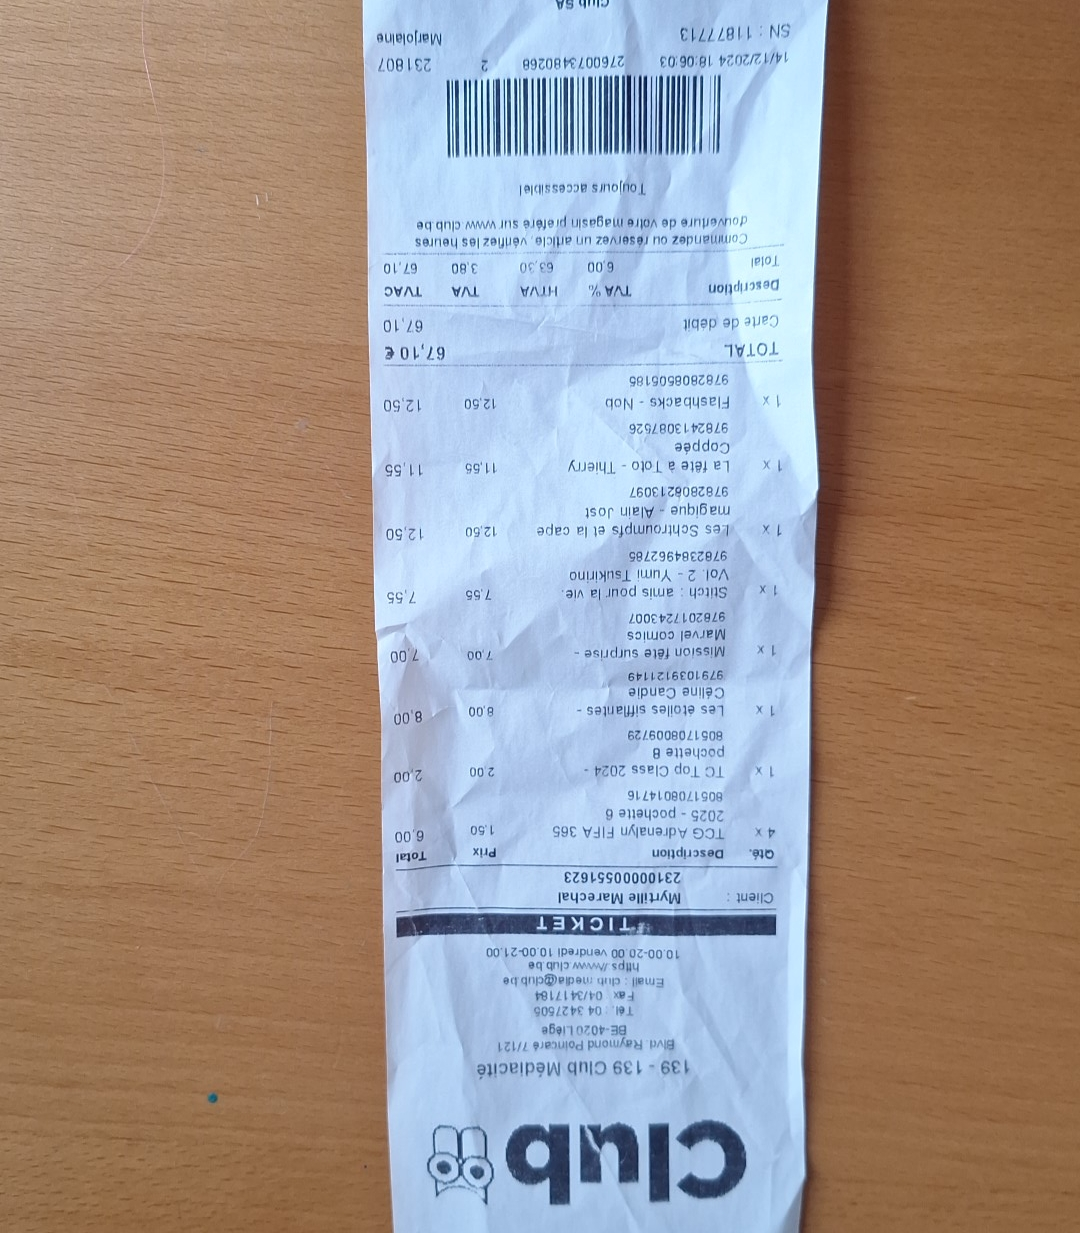 Club
139 - 139 Club Médiacité
Blvd. Raymond Poincaré 7/121
BE-4020 Liège
Tél. : 04 3427505
Fax : 04/3417184
Email : club.media@club.be
https://www.club.be
10.00-20.00 vendredi 10.00-21.00
TICKET
Client : Myrtille Marechal
23100000551623
Qté. Description Prix Total
4 x TCG Adrenalyn FIFA 365 1,50 6,00
2025 - pochette 6
8051708014716
1 x TC Top Class 2024 - 2,00 2,00
pochette 8
8051708009729
1 x Les étoiles sifflantes - 8,00 8,00
Céline Candie
9791039121149
1 x Mission fête surprise - 7,00 7,00
Marvel comics
9782017243007
1 x Stitch : amis pour la vie. 7,55 7,55
Vol. 2 - Yumi Tsukirino
9782384962785
1 x Les Schtroumpfs et la cape 12,50 12,50
magique - Alain Jost
9782808213097
1 x La fête à Toto - Thierry 11,55 11,55
Coppée
9782413087526
1 x Flashbacks - Nob 12,50 12,50
9782808505185
TOTAL 67,10 €
Carte de débit 67,10
Description TVA % HTVA TVA TVAC
Total 6,00 63,30 3,80 67,10
Commandez ou réservez un article, vérifiez les heures
d'ouverture de votre magasin préféré sur www.club.be
Toujours accessible!
14/12/2024 18:06:03 2760073480268 2 231807
SN : 11877713 Marjolaine
Club SA